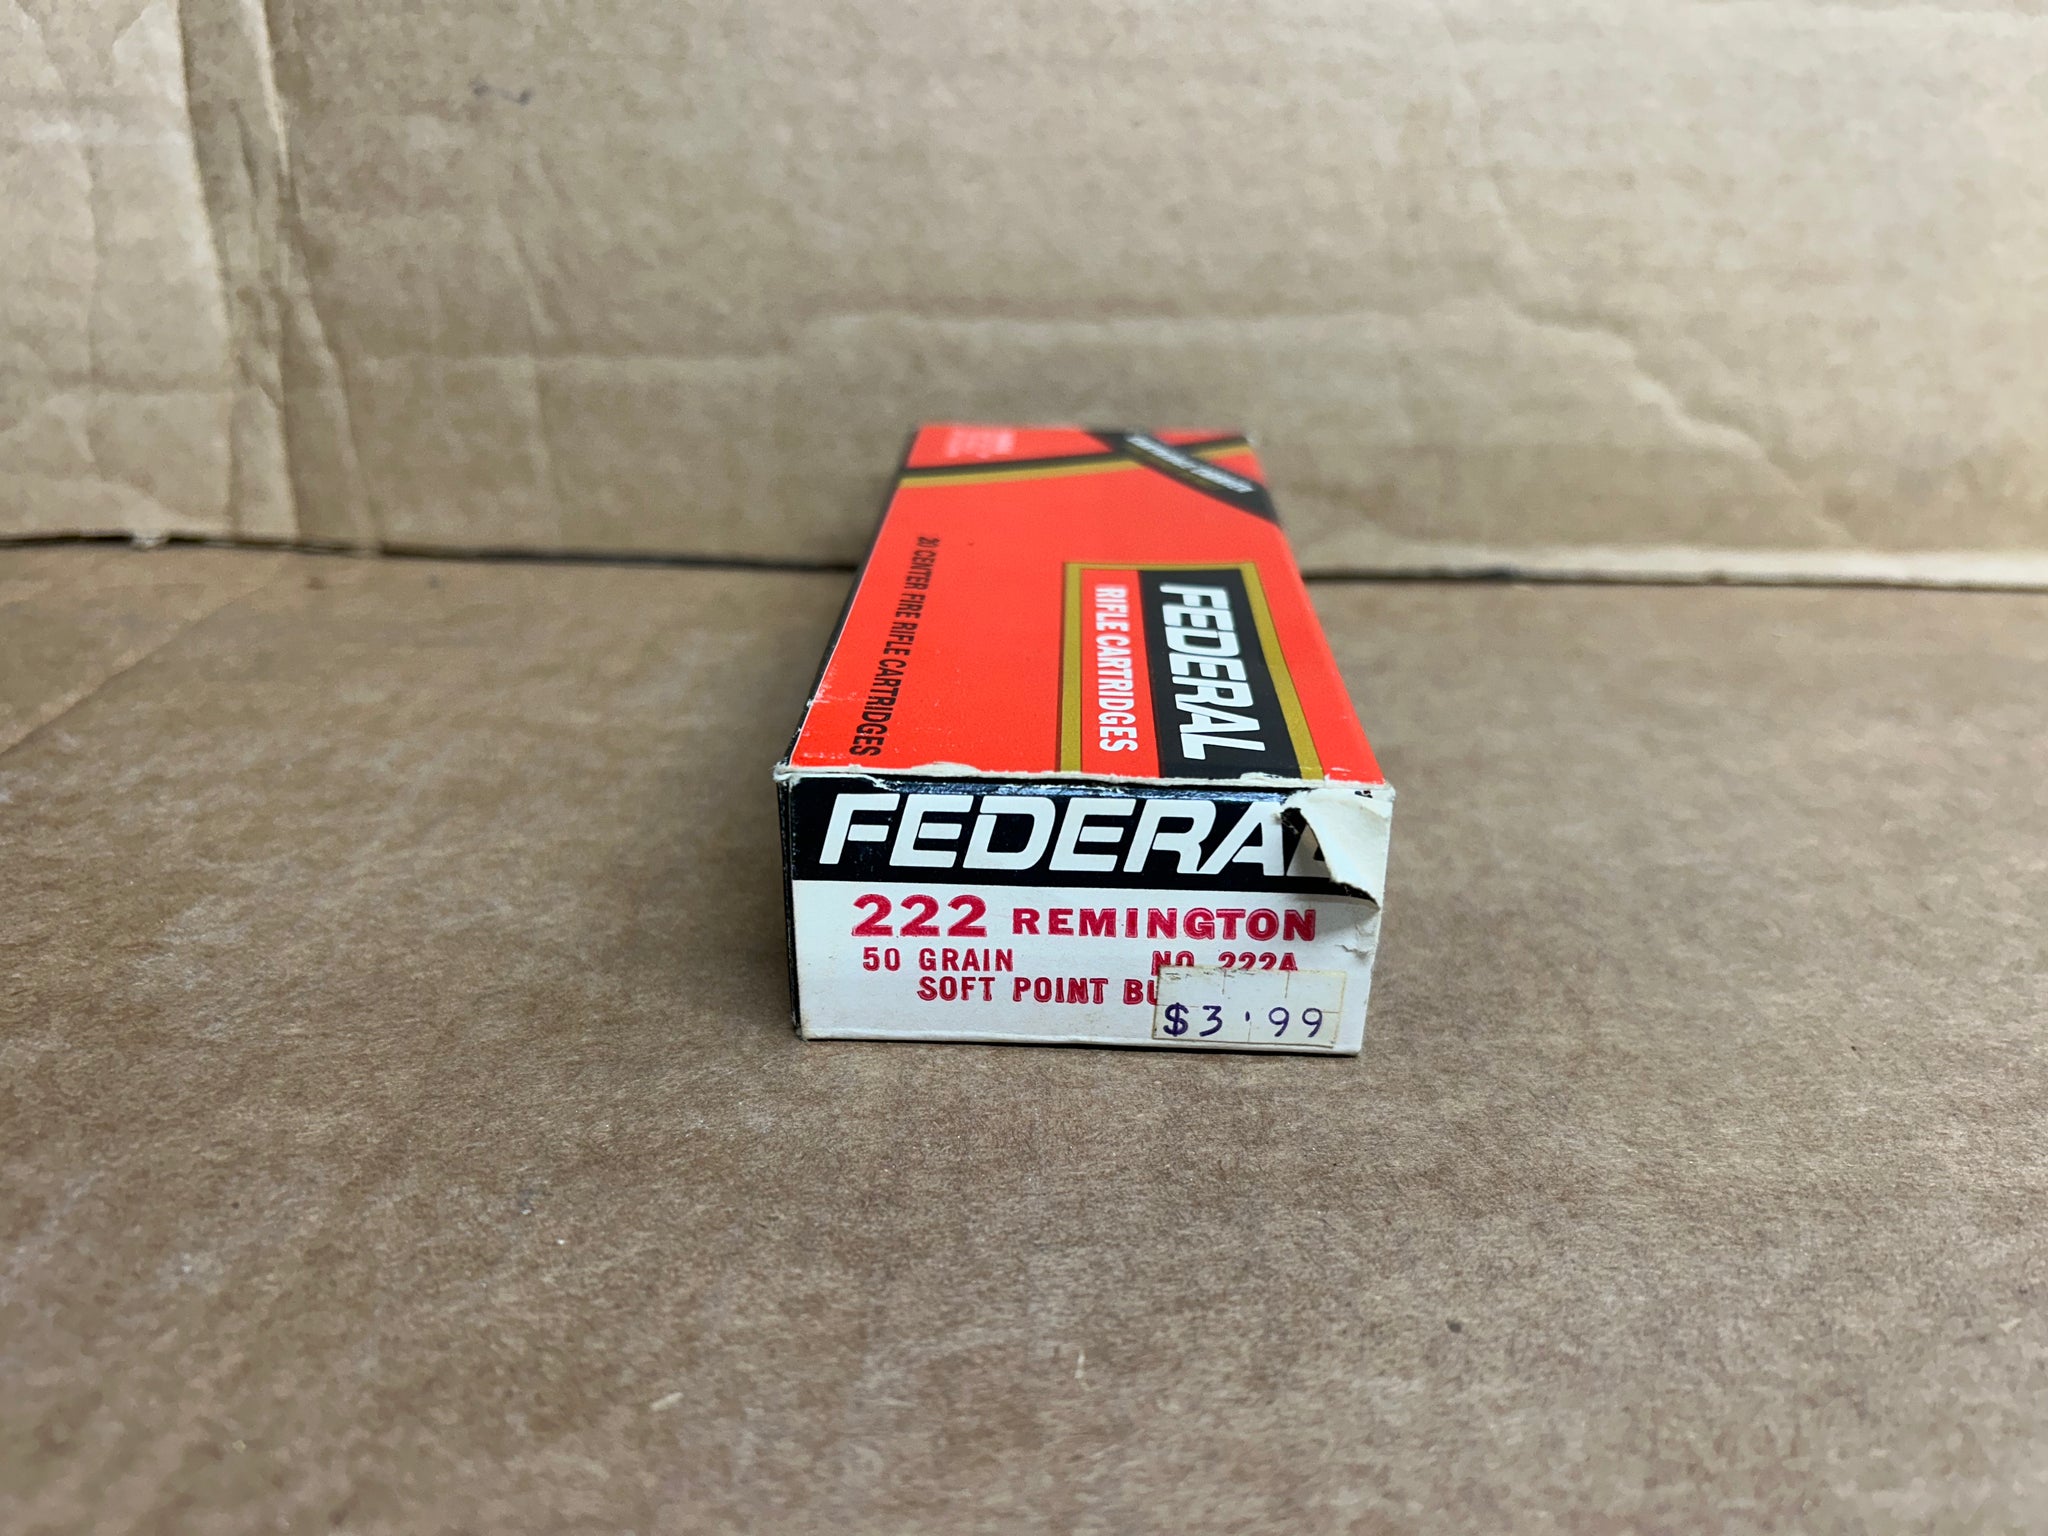 20 CENTER FIRE RIFLE CARTRIDGES
FEDERAL
RIFLE CARTRIDGES
FEDERAL
222 REMINGTON
50 GRAIN NO. 222A
SOFT POINT
$3.99